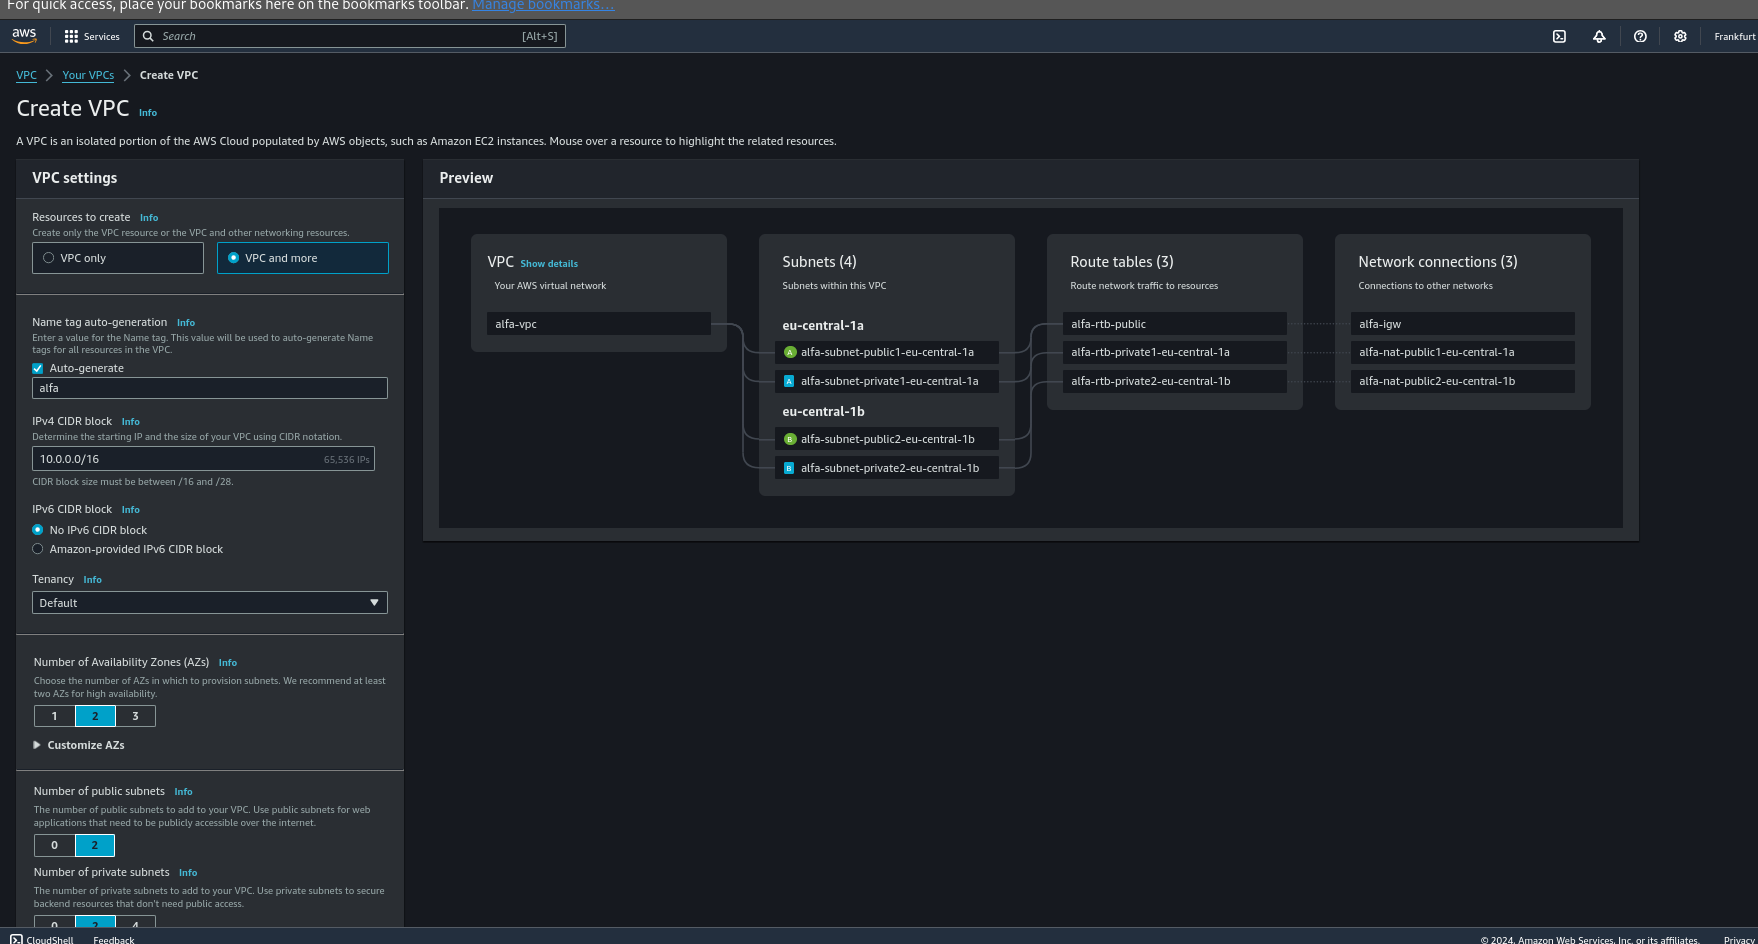 For quick access, place your bookmarks here on the bookmarks toolbar. Manage bookmarks...
aws Services Search [Alt+S] Frankfurt
VPC Your VPCs Create VPC
Create VPC Info
A VPC is an isolated portion of the AWS Cloud populated by AWS objects, such as Amazon EC2 instances. Mouse over a resource to highlight the related resources.
VPC settings
Resources to create Info
Create only the VPC resource or the VPC and other networking resources.
VPC only VPC and more
Name tag auto-generation Info
Enter a value for the Name tag. This value will be used to auto-generate Name
tags for all resources in the VPC.
Auto-generate
alfa
IPv4 CIDR block Info
Determine the starting IP and the size of your VPC using CIDR notation.
10.0.0.0/16 65,536 IPs
CIDR block size must be between /16 and /28.
IPv6 CIDR block Info
No IPv6 CIDR block
Amazon-provided IPv6 CIDR block
Tenancy Info
Default
Number of Availability Zones (AZs) Info
Choose the number of AZs in which to provision subnets. We recommend at least
two AZs for high availability.
1 2 3
Customize AZs
Number of public subnets Info
The number of public subnets to add to your VPC. Use public subnets for web
applications that need to be publicly accessible over the internet.
0 2
Number of private subnets Info
The number of private subnets to add to your VPC. Use private subnets to secure
backend resources that don't need public access.
0 2 4
Preview
VPC Show details
Your AWS virtual network
alfa-vpc
Subnets (4)
Subnets within this VPC
eu-central-1a
A alfa-subnet-public1-eu-central-1a
A alfa-subnet-private1-eu-central-1a
eu-central-1b
B alfa-subnet-public2-eu-central-1b
B alfa-subnet-private2-eu-central-1b
Route tables (3)
Route network traffic to resources
alfa-rtb-public
alfa-rtb-private1-eu-central-1a
alfa-rtb-private2-eu-central-1b
Network connections (3)
Connections to other networks
alfa-igw
alfa-nat-public1-eu-central-1a
alfa-nat-public2-eu-central-1b
CloudShell Feedback © 2024, Amazon Web Services, Inc. or its affiliates. Privacy